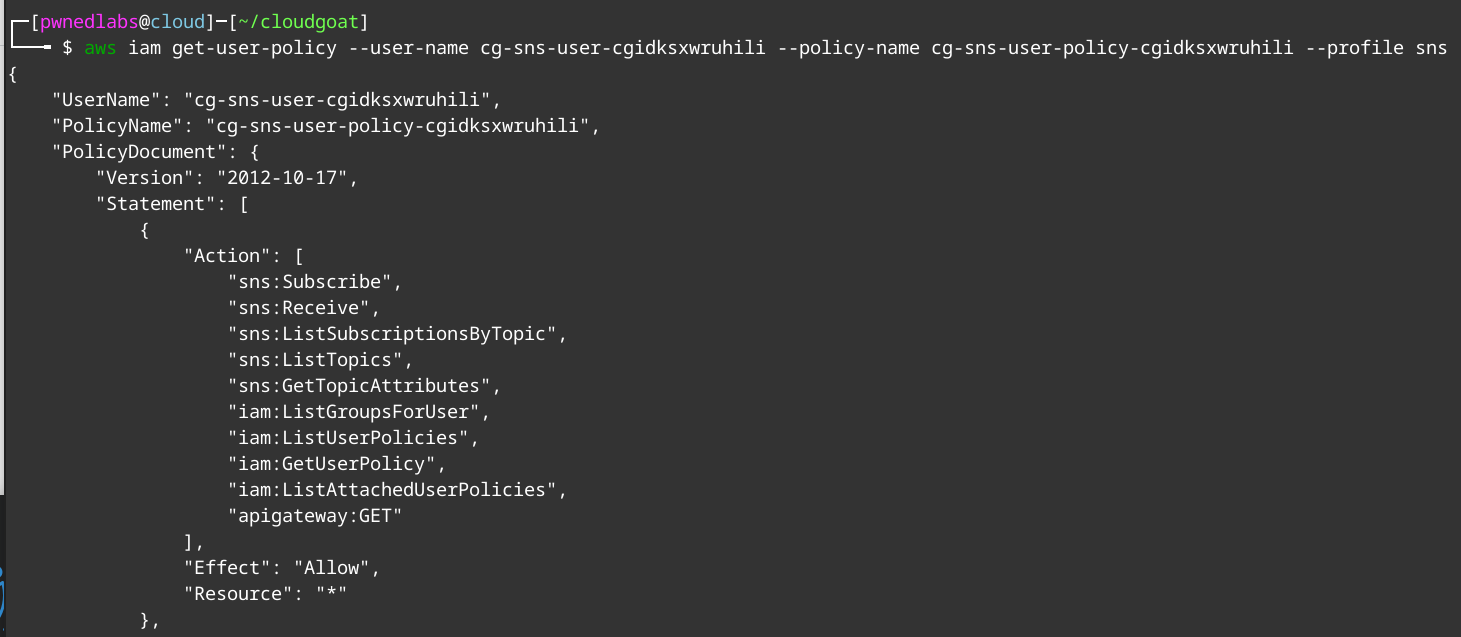 ┌─[pwnedlabs@cloud]─[~/cloudgoat]
└──╼ $ aws iam get-user-policy --user-name cg-sns-user-cgidksxwruhili --policy-name cg-sns-user-policy-cgidksxwruhili --profile sns
{
    "UserName": "cg-sns-user-cgidksxwruhili",
    "PolicyName": "cg-sns-user-policy-cgidksxwruhili",
    "PolicyDocument": {
        "Version": "2012-10-17",
        "Statement": [
            {
                "Action": [
                    "sns:Subscribe",
                    "sns:Receive",
                    "sns:ListSubscriptionsByTopic",
                    "sns:ListTopics",
                    "sns:GetTopicAttributes",
                    "iam:ListGroupsForUser",
                    "iam:ListUserPolicies",
                    "iam:GetUserPolicy",
                    "iam:ListAttachedUserPolicies",
                    "apigateway:GET"
                ],
                "Effect": "Allow",
                "Resource": "*"
            },